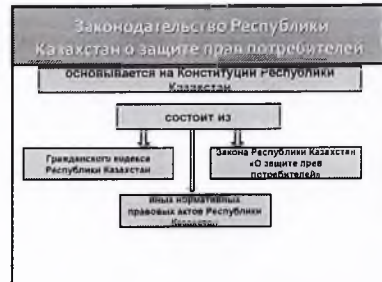 Законодательство Республики
Казахстан о защите прав потребителей
основывается на Конституции Республики
Казахстан
состоит из
Гражданского кодекса
Республики Казахстан
Закона Республики Казахстан
«О защите прав
потребителей»
иных нормативных
правовых актов Республики
Казахстан